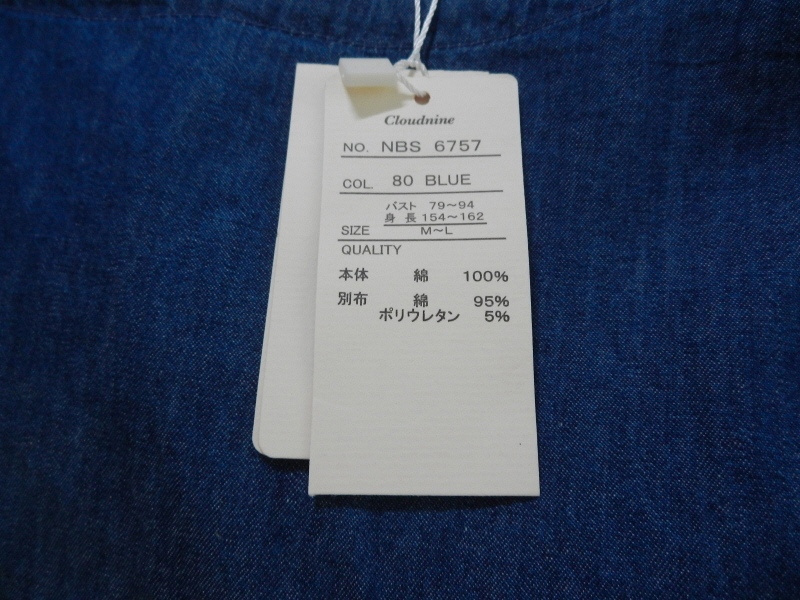 Cloudnine
NO. NBS 6757
COL. 80 BLUE
バスト 79～94
身長 154～162
SIZE M～L
QUALITY
本体 綿 100%
別布 綿 95%
ポリウレタン 5%